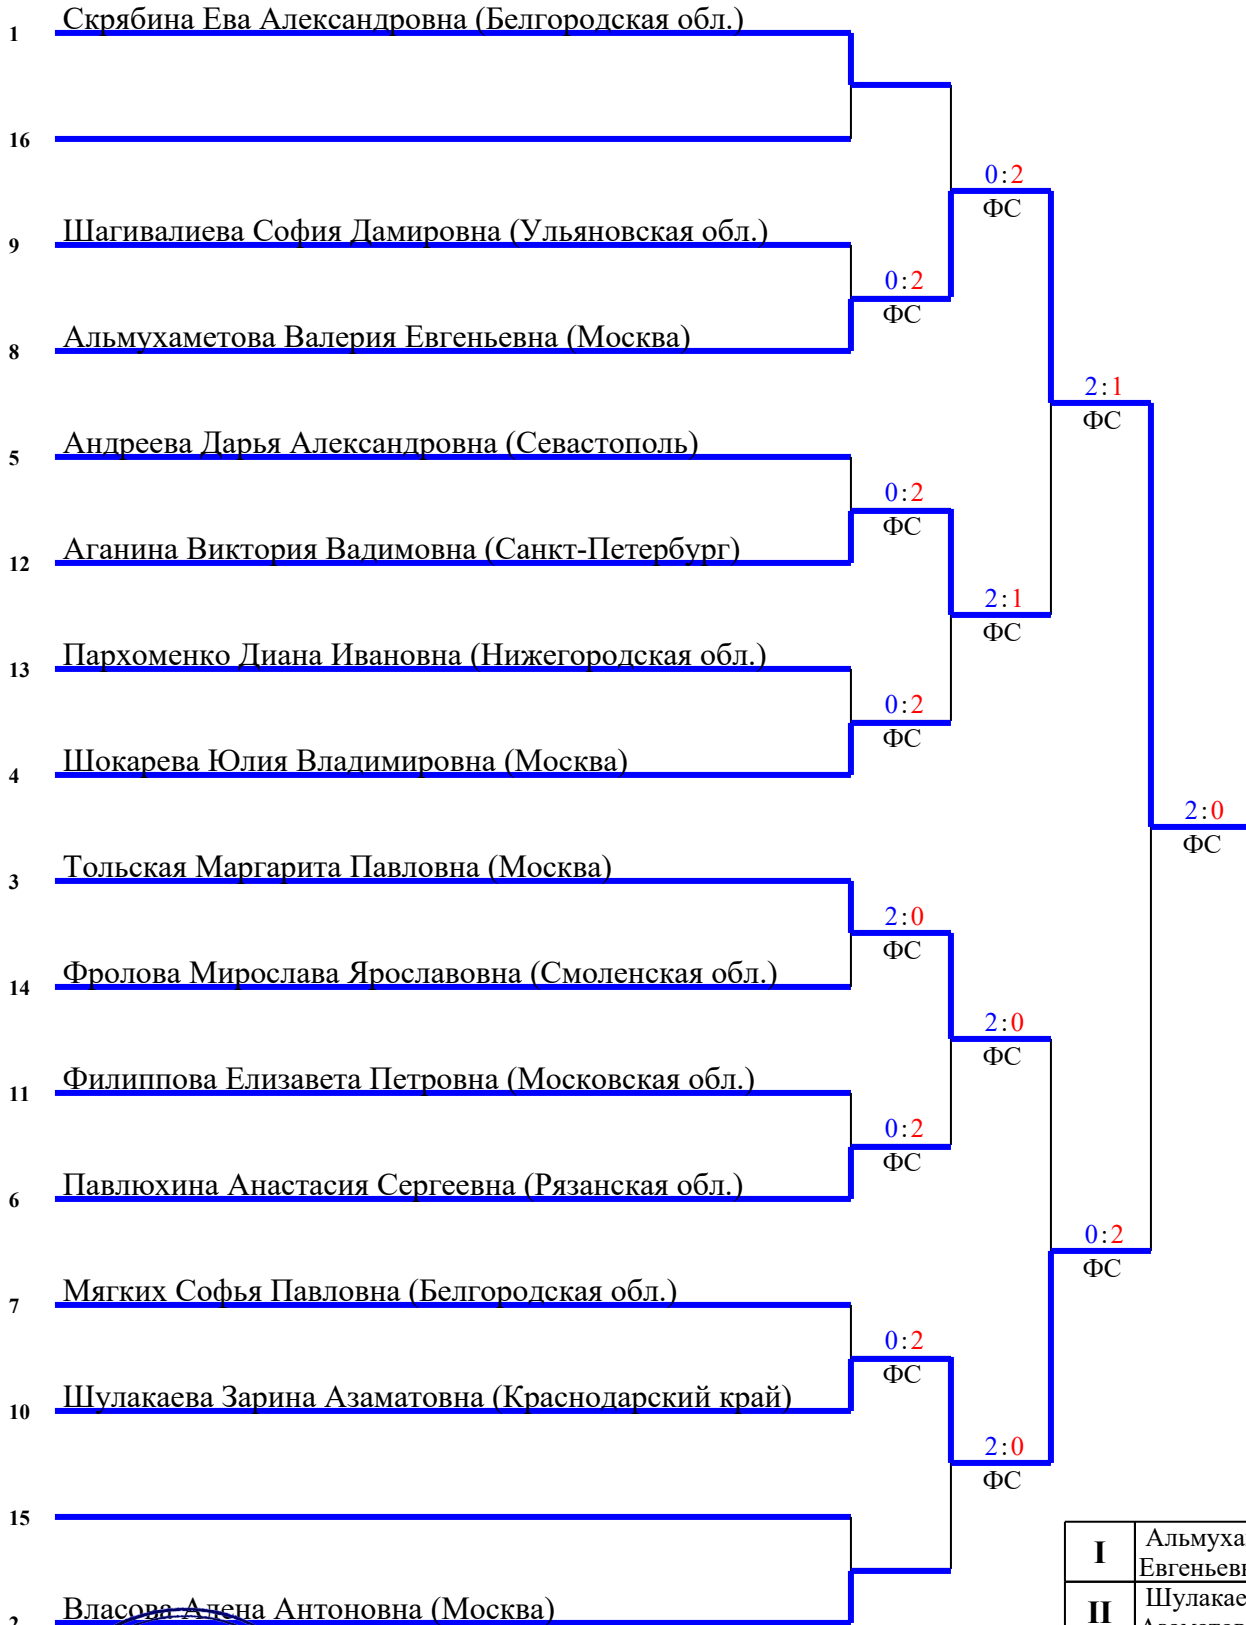 1 Скрябина Ева Александровна (Белгородская обл.)
16
0:2
ФС
9 Шагивалиева София Дамировна (Ульяновская обл.)
0:2
ФС
8 Альмухаметова Валерия Евгеньевна (Москва)
2:1
ФС
5 Андреева Дарья Александровна (Севастополь)
0:2
ФС
12 Аганина Виктория Вадимовна (Санкт-Петербург)
2:1
ФС
13 Пархоменко Диана Ивановна (Нижегородская обл.)
0:2
ФС
4 Шокарева Юлия Владимировна (Москва)
2:0
ФС
3 Тольская Маргарита Павловна (Москва)
2:0
ФС
14 Фролова Мирослава Ярославовна (Смоленская обл.)
2:0
ФС
11 Филиппова Елизавета Петровна (Московская обл.)
0:2
ФС
6 Павлюхина Анастасия Сергеевна (Рязанская обл.)
0:2
ФС
7 Мягких Софья Павловна (Белгородская обл.)
0:2
ФС
10 Шулакаева Зарина Азаматовна (Краснодарский край)
2:0
ФС
15
I Альмуха
Евгеньев
2 Власова Алена Антоновна (Москва)
II Шулакае